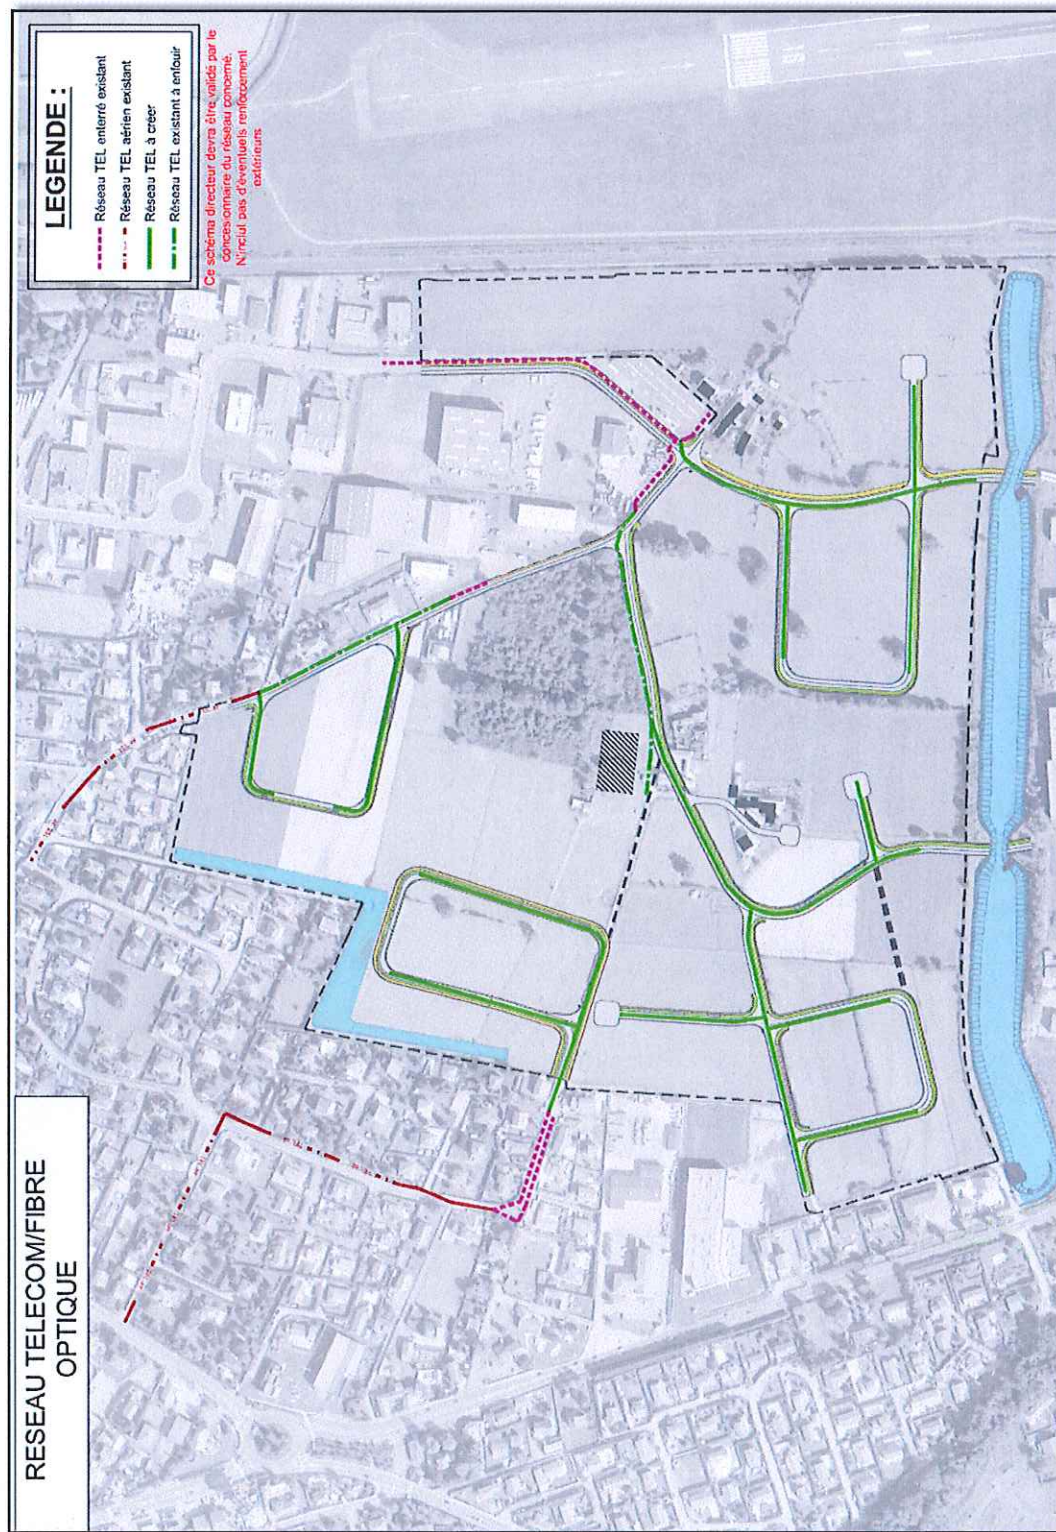 RESEAU TELECOM/FIBRE
OPTIQUE
LEGENDE :
Réseau TEL enterré existant
Réseau TEL aérien existant
Réseau TEL à créer
Réseau TEL existant à enfouir
Ce schéma directeur devra être validé par le
concesionnaire du réseau concerné.
N'inclut pas d'éventuels renforcement
extérieurs